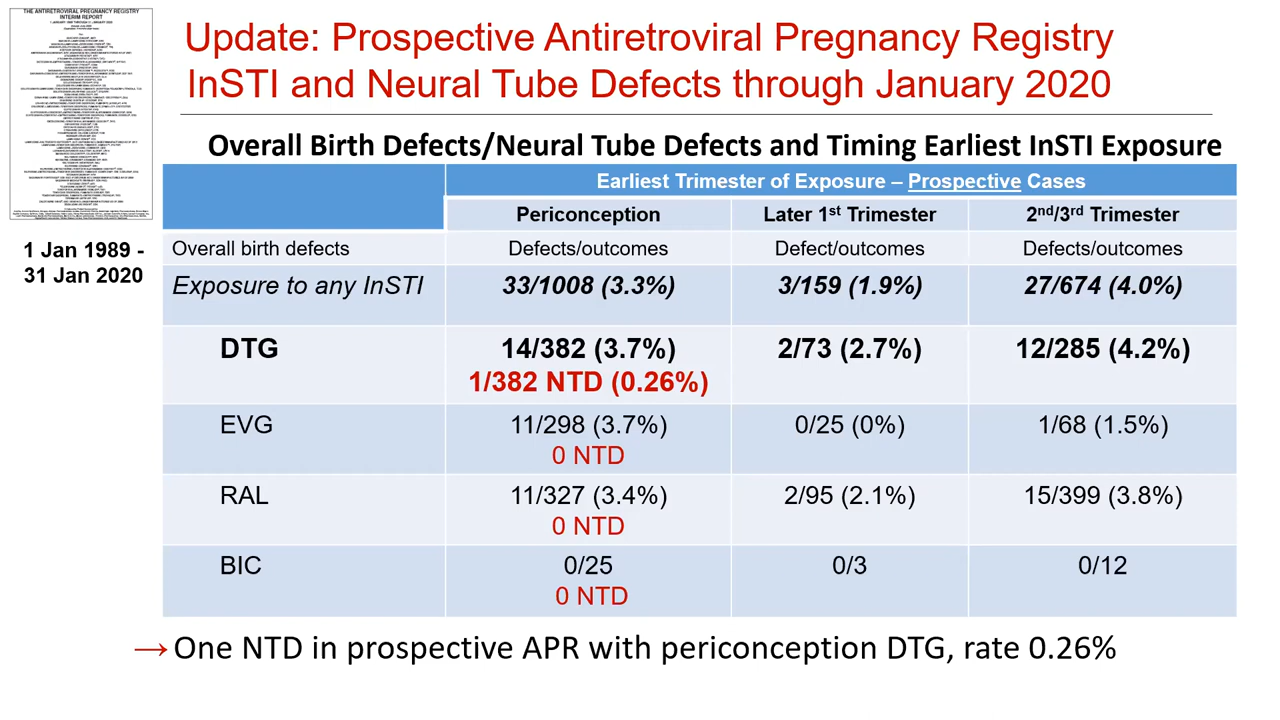 THE ANTIRETROVIRAL PREGNANCY REGISTRY
INTERIM REPORT
Update: Prospective Antiretroviral Pregnancy Registry
InSTI and Neural Tube Defects through January 2020
1 Jan 1989 -
31 Jan 2020
Overall Birth Defects/Neural Tube Defects and Timing Earliest InSTI Exposure
Earliest Trimester of Exposure – Prospective Cases
Periconception Later 1st Trimester 2nd/3rd Trimester
Overall birth defects Defects/outcomes Defect/outcomes Defects/outcomes
Exposure to any InSTI 33/1008 (3.3%) 3/159 (1.9%) 27/674 (4.0%)
DTG 14/382 (3.7%) 2/73 (2.7%) 12/285 (4.2%)
1/382 NTD (0.26%)
EVG 11/298 (3.7%) 0/25 (0%) 1/68 (1.5%)
0 NTD
RAL 11/327 (3.4%) 2/95 (2.1%) 15/399 (3.8%)
0 NTD
BIC 0/25 0/3 0/12
0 NTD
→ One NTD in prospective APR with periconception DTG, rate 0.26%